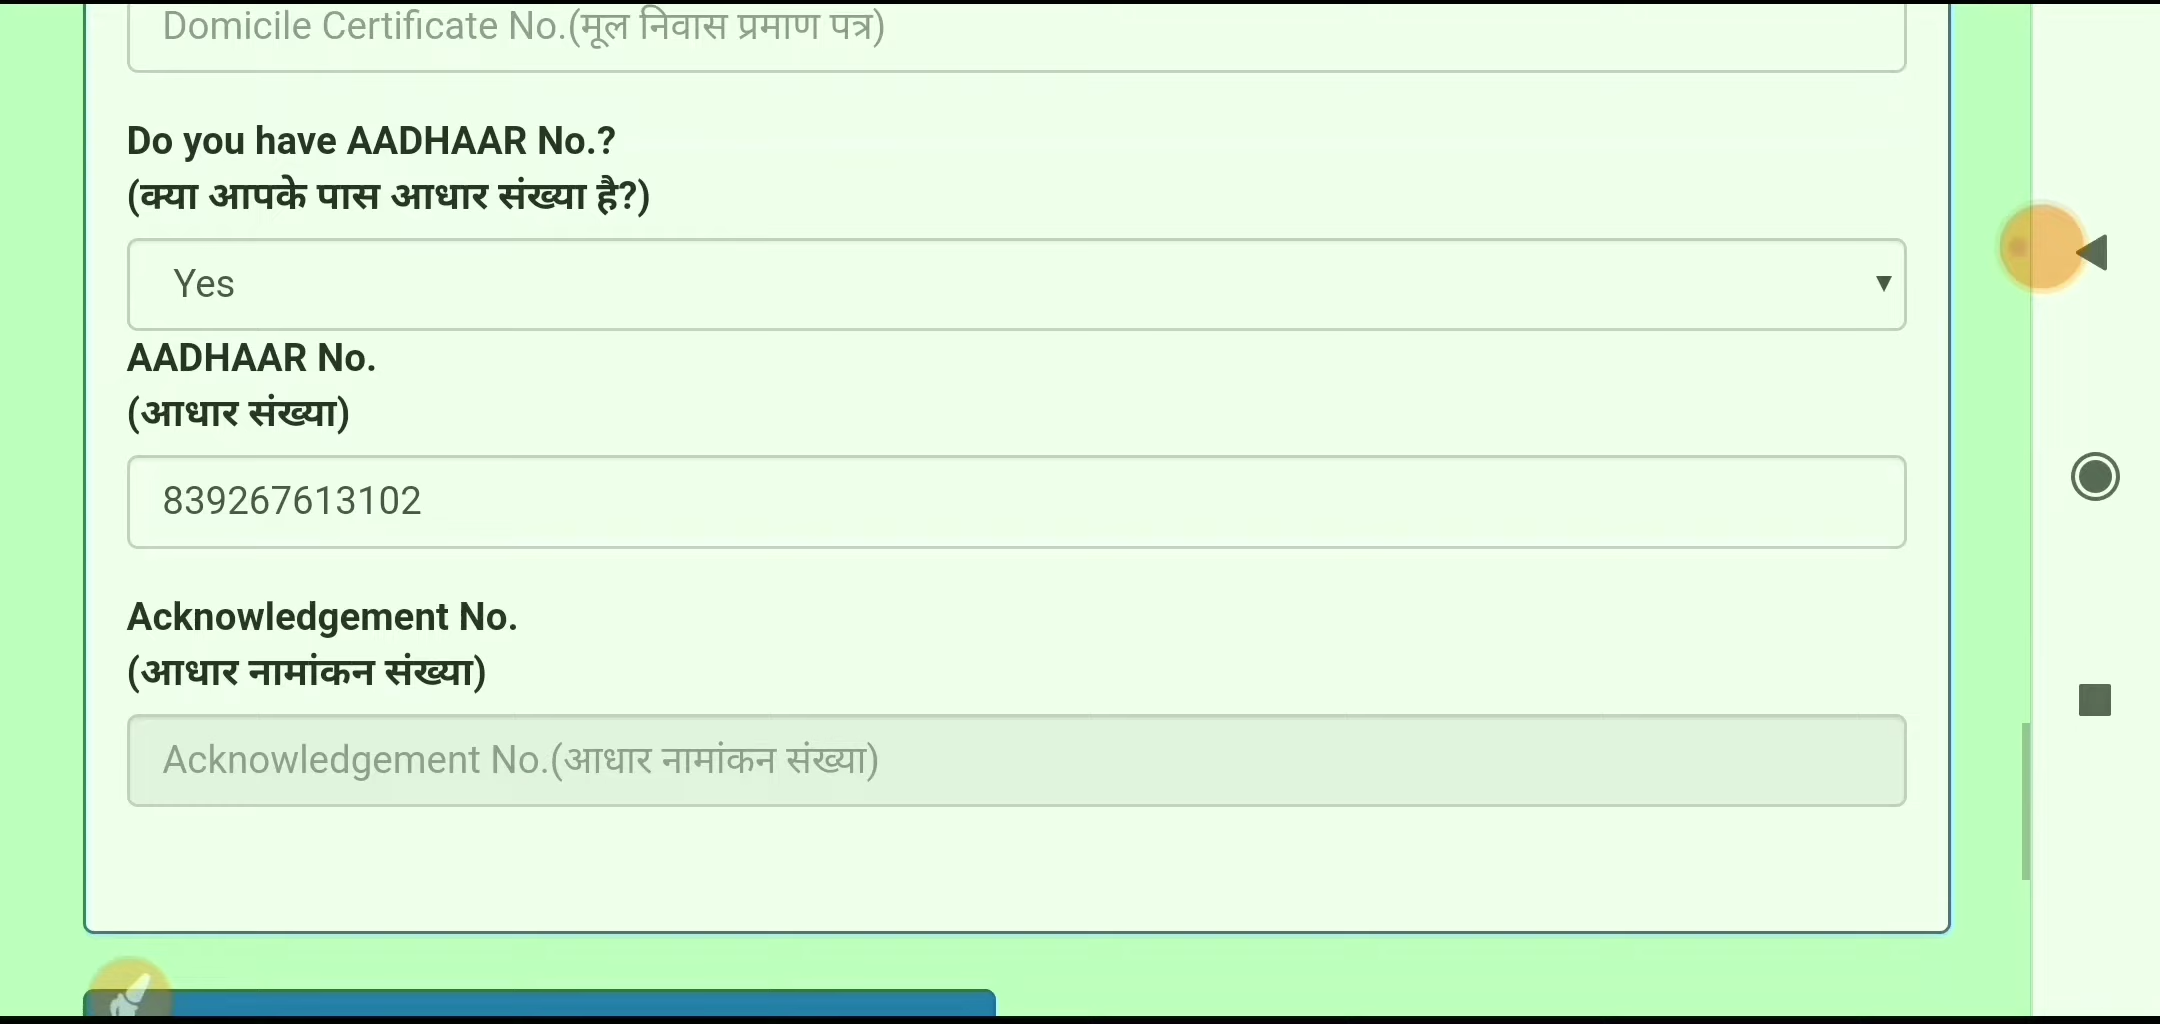 Domicile Certificate No.(मूल निवास प्रमाण पत्र)
Do you have AADHAAR No.?
(क्या आपके पास आधार संख्या है?)
Yes
AADHAAR No.
(आधार संख्या)
839267613102
Acknowledgement No.
(आधार नामांकन संख्या)
Acknowledgement No.(आधार नामांकन संख्या)